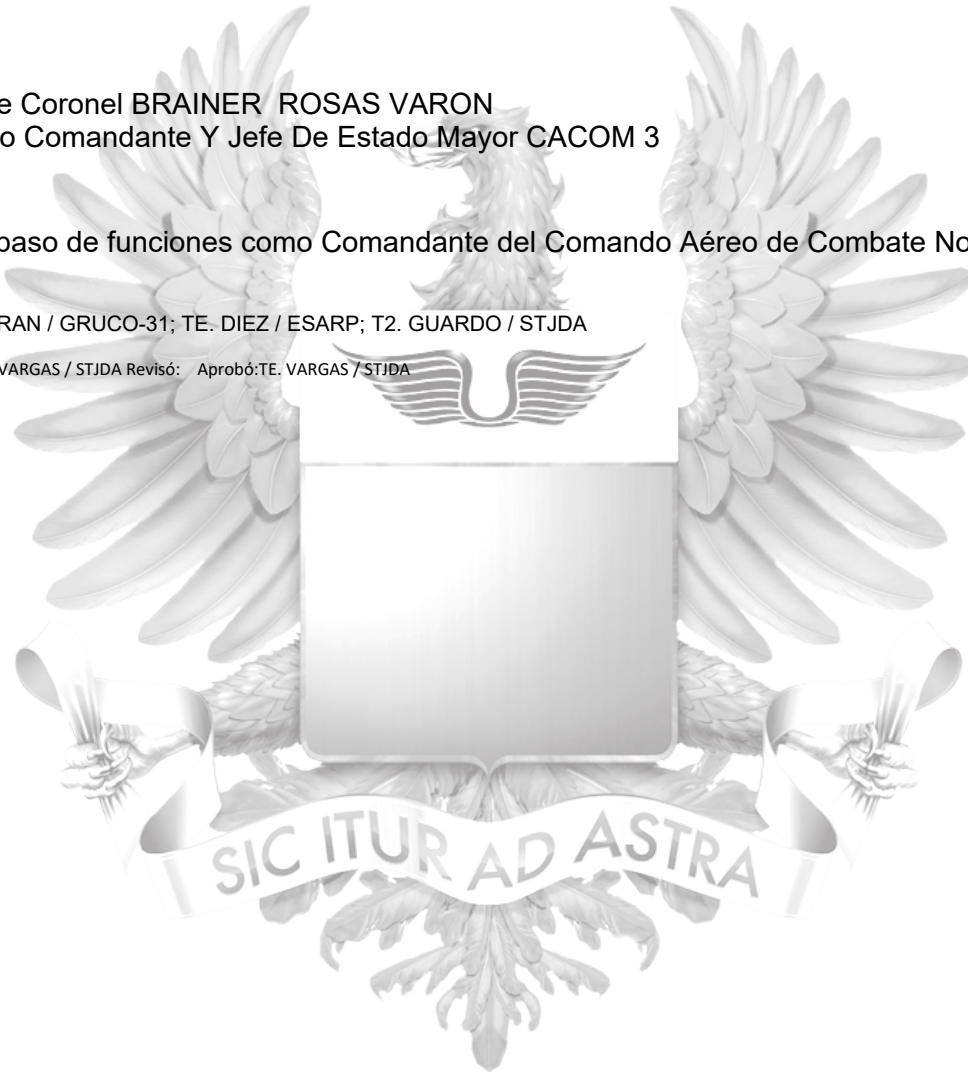 e Coronel BRAINER  ROSAS VARON
o Comandante Y Jefe De Estado Mayor CACOM 3
paso de funciones como Comandante del Comando Aéreo de Combate No
RAN / GRUCO-31; TE. DIEZ / ESARP; T2. GUARDO / STJDA
VARGAS / STJDA Revisó:    Aprobó:TE. VARGAS / STJDA
SIC ITUR AD ASTRA